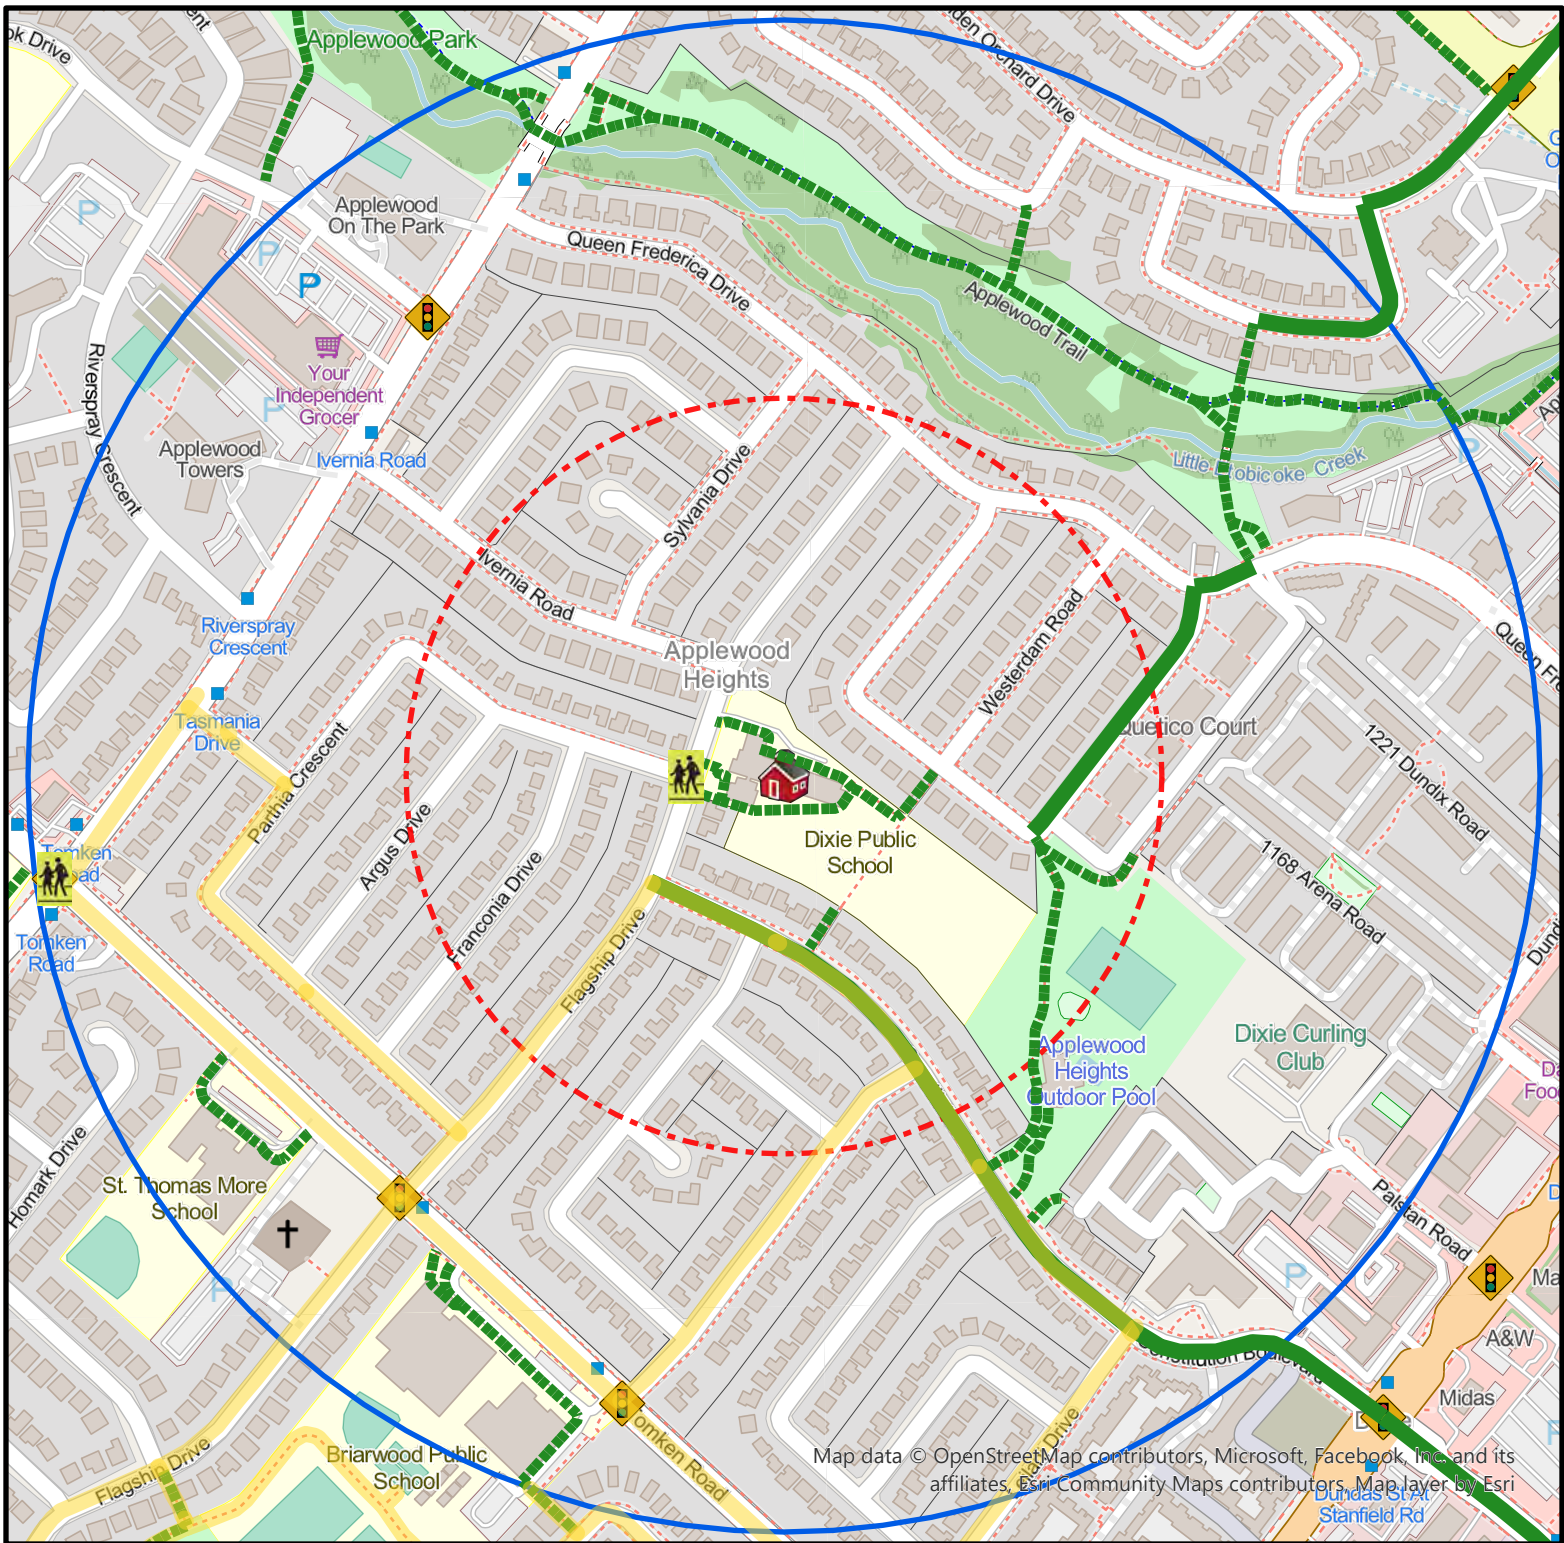 Applewood Park
Applewood
On The Park
P
P
P
P
Queen Frederica Drive
Applewood Trail
Your
Independent
Grocer
Riverspray Crescent
Applewood
Towers
Ivernia Road
Sylvania Drive
Little Etobicoke Creek
P
Ivernia Road
Riverspray
Crescent
Applewood
Heights
Westerdam Road
Tasmania
Drive
Quetico Court
1221 Dundix Road
Parthia Crescent
Argus Drive
Franconia Drive
Dixie Public
School
1168 Arena Road
Tomken
Road
Flagship Drive
Dixie Curling
Club
Applewood
Heights
Outdoor Pool
Homark Drive
St. Thomas More
School
Palstan Road
P
P
A&W
Constitution Boulevard
Midas
Briarwood Public
School
Tomken Road
Flagship Drive
Map data © OpenStreetMap contributors, Microsoft, Facebook, Inc. and its
affiliates, Esri Community Maps contributors, Map layer by Esri
Dundas St At
Stanfield Rd